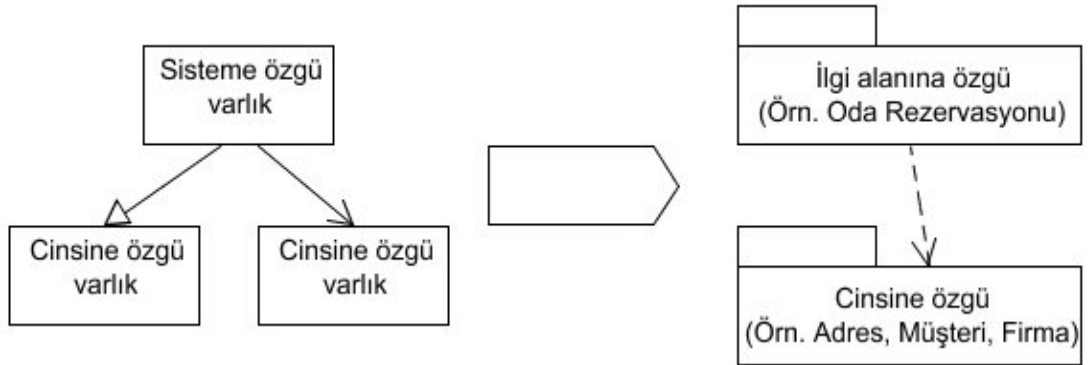 Sisteme özgü
varlık
Cinsine özgü
varlık
Cinsine özgü
varlık
İlgi alanına özgü
(Örn. Oda Rezervasyonu)
Cinsine özgü
(Örn. Adres, Müşteri, Firma)